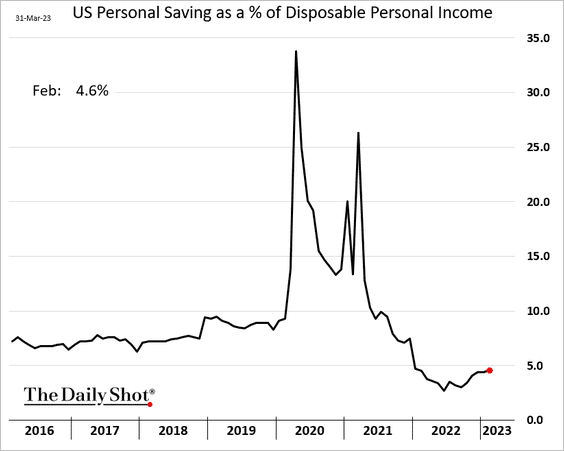 31-Mar-23
US Personal Saving as a % of Disposable Personal Income
Feb: 4.6%
35.0
30.0
25.0
20.0
15.0
10.0
5.0
0.0
The Daily Shot®
2016 2017 2018 2019 2020 2021 2022 2023